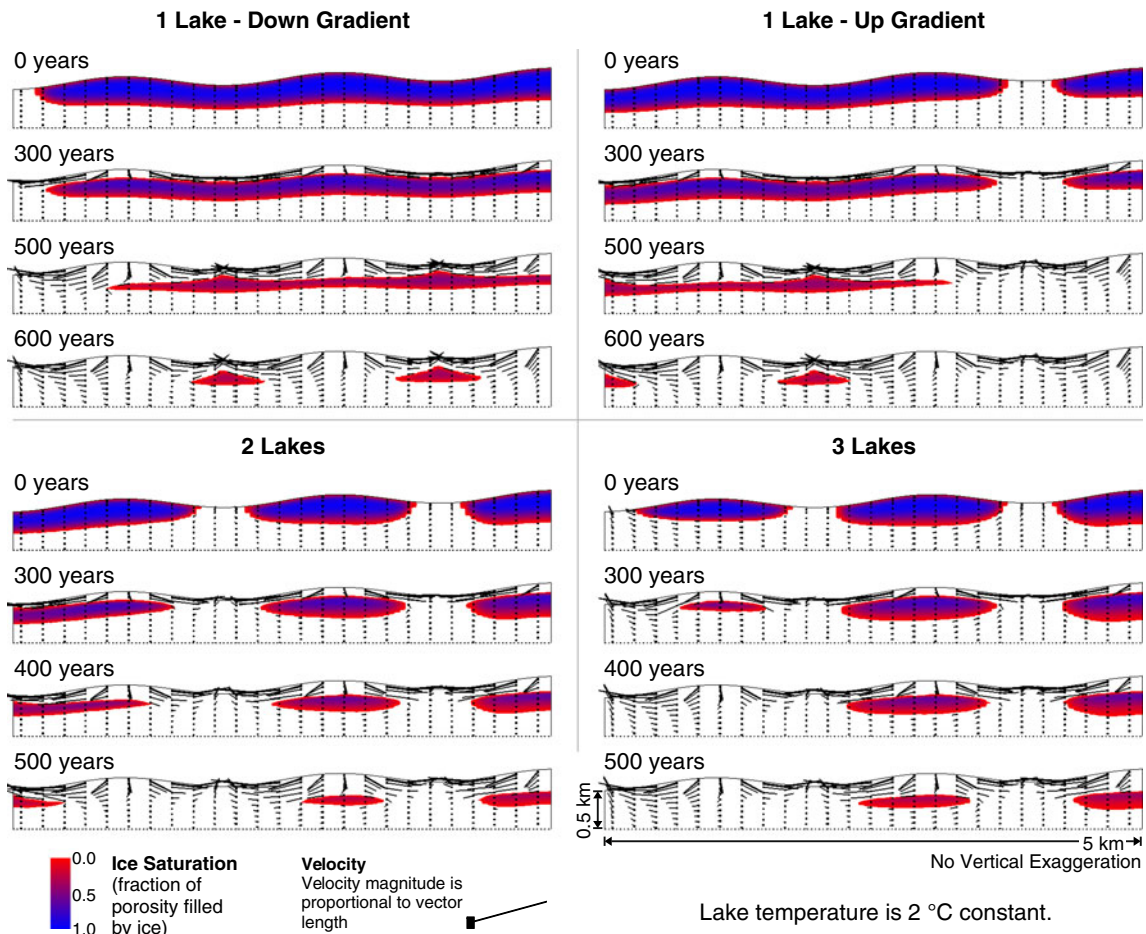 1 Lake - Down Gradient
0 years
300 years
500 years
600 years
1 Lake - Up Gradient
0 years
300 years
500 years
600 years
2 Lakes
0 years
300 years
400 years
500 years
3 Lakes
0 years
300 years
400 years
500 years
0.5 km
5 km
No Vertical Exaggeration
0.0
0.5
1.0
Ice Saturation
(fraction of
porosity filled
by ice)
Velocity
Velocity magnitude is
proportional to vector
length
Lake temperature is 2 °C constant.